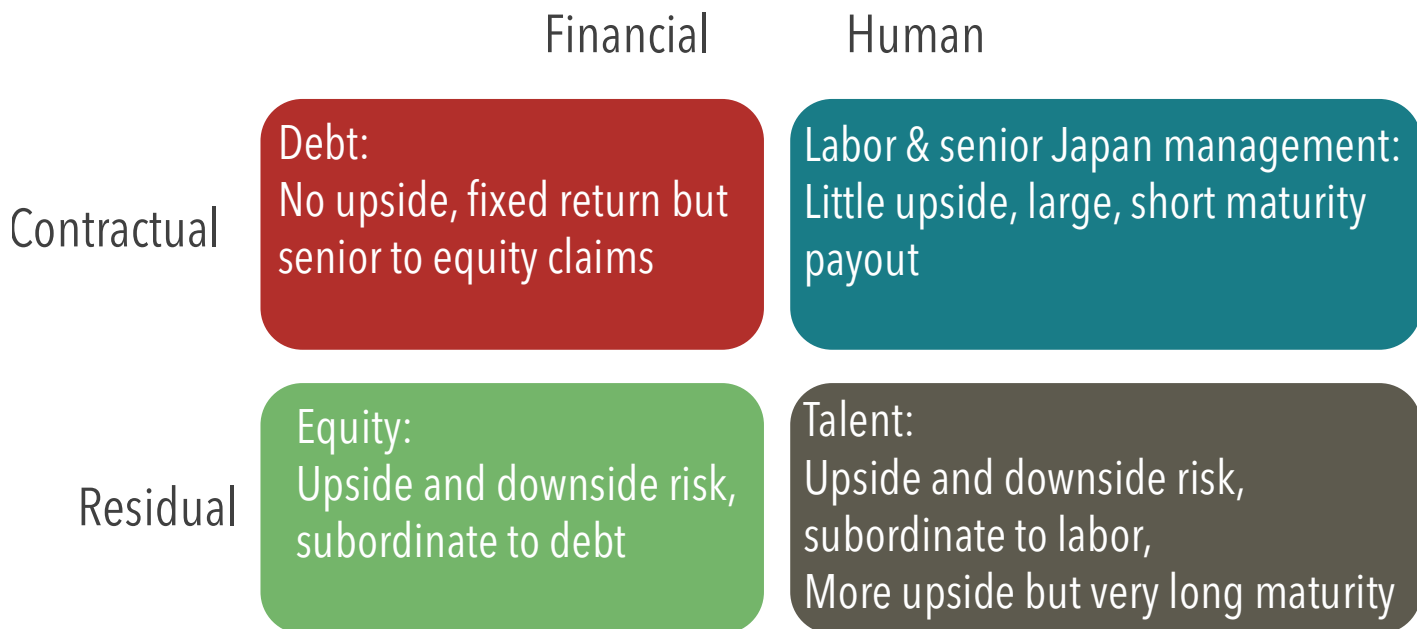 Financial Human
Contractual
Debt:
No upside, fixed return but
senior to equity claims
Labor & senior Japan management:
Little upside, large, short maturity
payout
Residual
Equity:
Upside and downside risk,
subordinate to debt
Talent:
Upside and downside risk,
subordinate to labor,
More upside but very long maturity